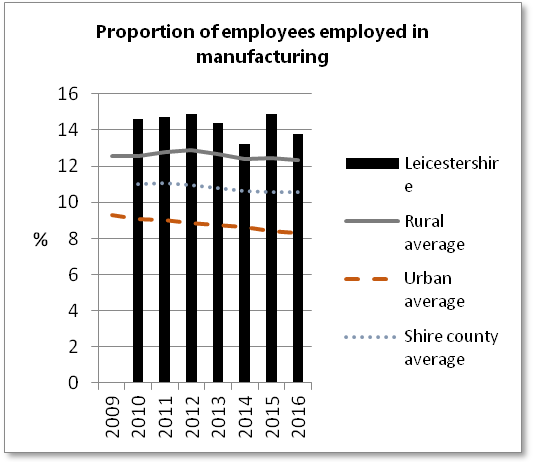 Proportion of employees employed in
manufacturing
16
14
12
10
8
6
4
2
0
%
2009
2010
2011
2012
2013
2014
2015
2016
Leicestershir
e
Rural
average
Urban
average
Shire county
average